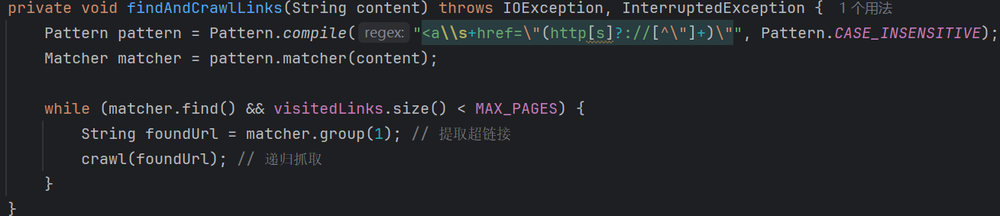 private void findAndCrawlLinks(String content) throws IOException, InterruptedException { 1个用法
Pattern pattern = Pattern.compile( regex: "<a\\s+href=\"(http[s]?://[^\"]+)\"", Pattern.CASE_INSENSITIVE);
Matcher matcher = pattern.matcher(content);
while (matcher.find() && visitedLinks.size() < MAX_PAGES) {
String foundUrl = matcher.group(1); // 提取超链接
crawl(foundUrl); // 递归抓取
}
}